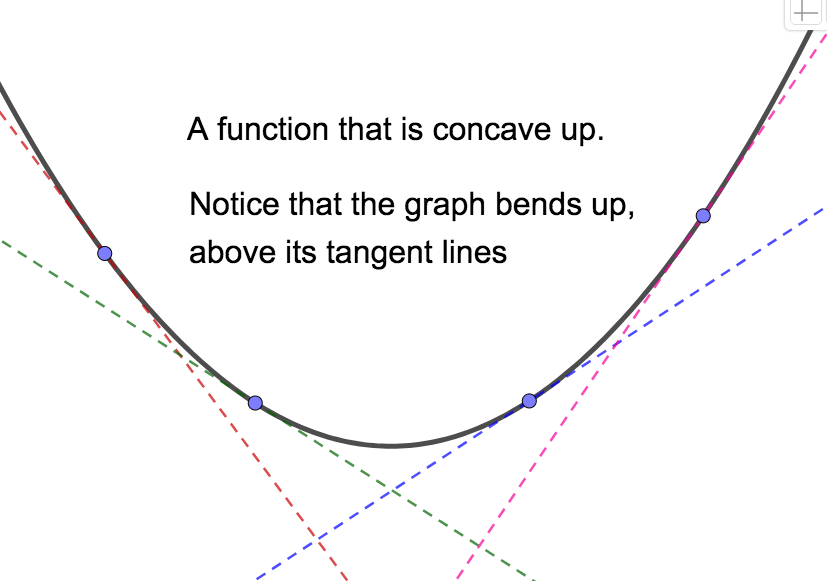 A function that is concave up.
Notice that the graph bends up,
above its tangent lines